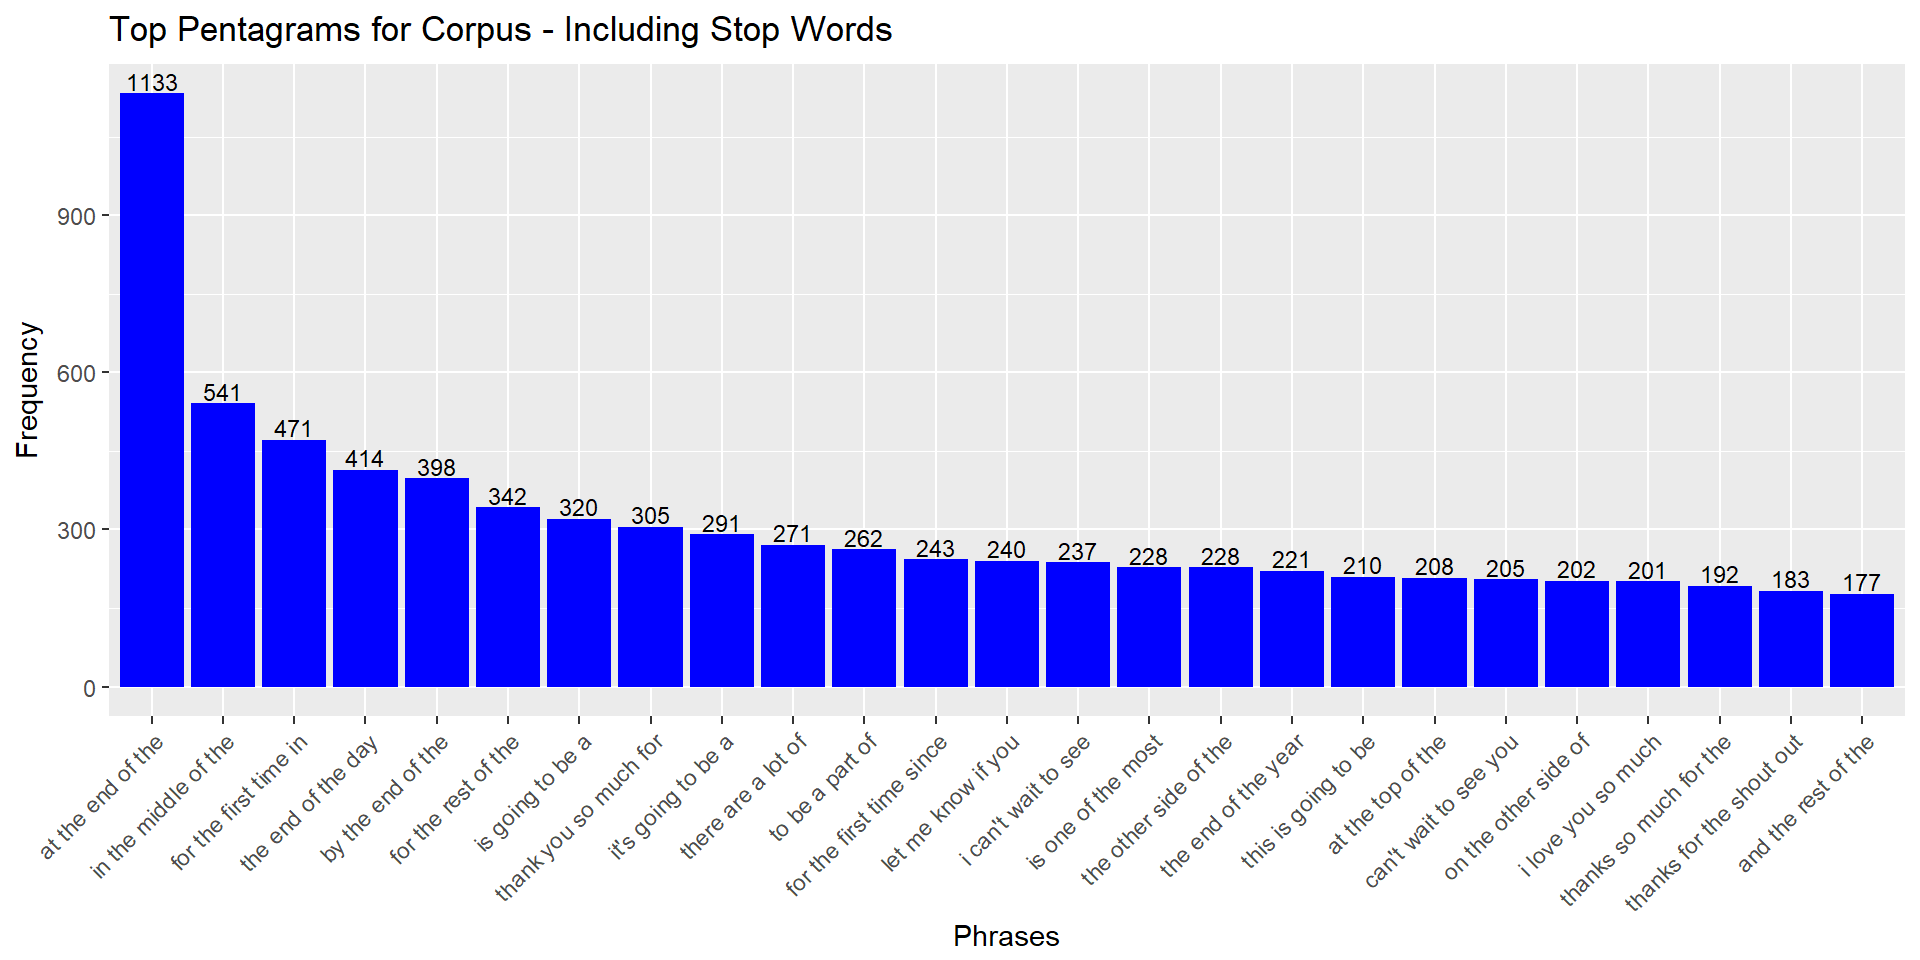 Top Pentagrams for Corpus - Including Stop Words
Frequency
900
600
300
0
1133
541
471
414
398
342
320
305
291
271
262
243
240
237
228
228
221
210
208
205
202
201
192
183
177
at the end of the
in the middle of the
for the first time in
the end of the day
by the end of the
for the rest of the
is going to be a
thank you so much for
it's going to be a
there are a lot of
to be a part of
for the first time since
let me know if you
i can't wait to see
is one of the most
the other side of the
the end of the year
this is going to be
at the top of the
can't wait to see you
on the other side of
i love you so much
thanks so much for the
thanks for the shout out
and the rest of the
Phrases